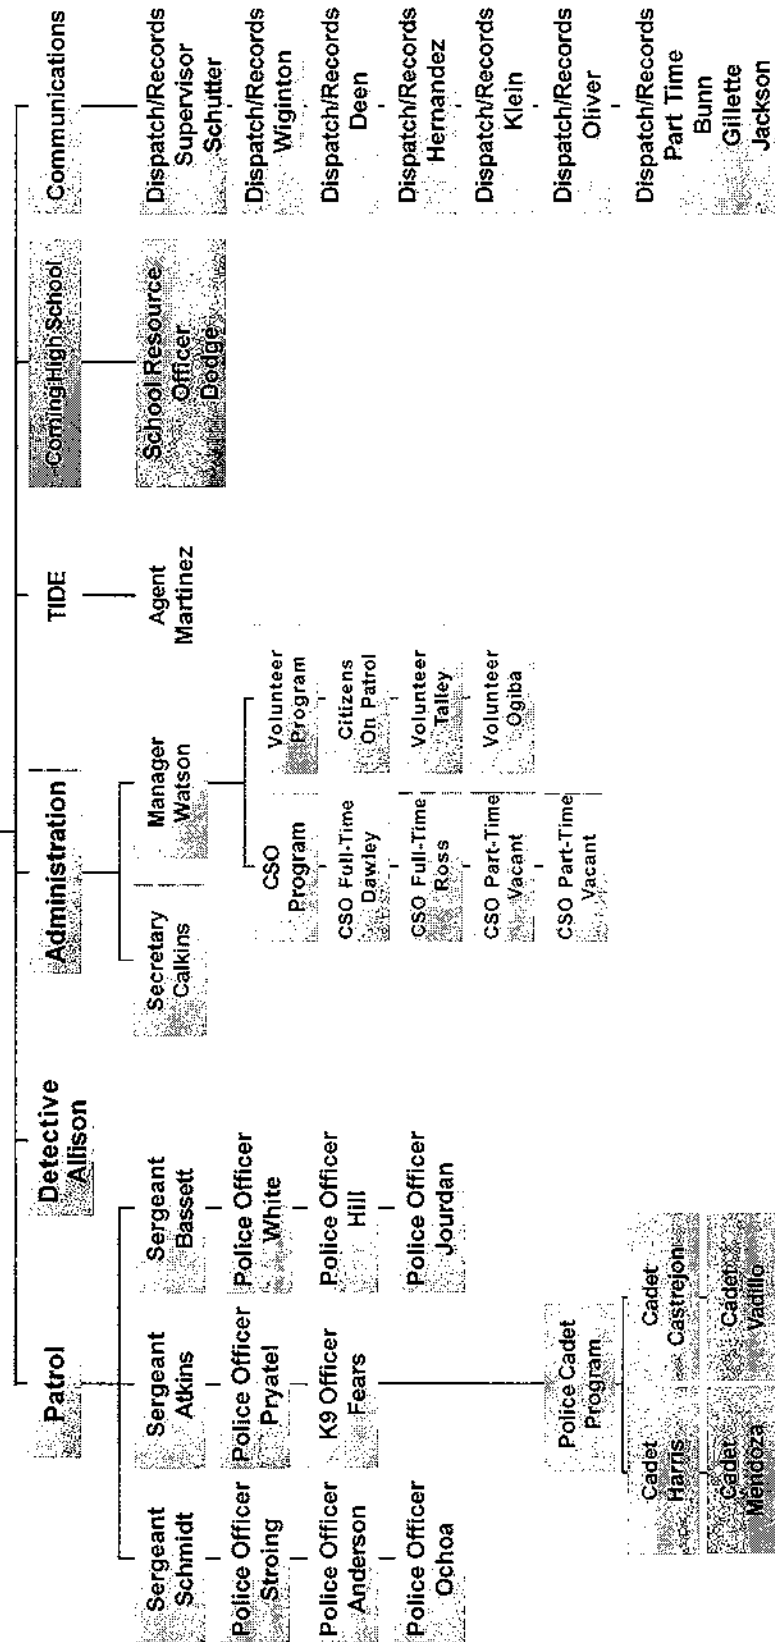 Patrol
Sergeant
Schmidt
Police Officer
Stroing
Police Officer
Anderson
Police Officer
Ochoa
Sergeant
Atkins
Police Officer
Pryatel
K9 Officer
Fears
Police Cadet
Program
Cadet
Harris
Cadet
Castrejon
Cadet
Mendoza
Cadet
Vadillo
Sergeant
Bassett
Police Officer
White
Police Officer
Hill
Police Officer
Jourdan
Detective
Allison
Administration
Secretary
Calkins
Manager
Watson
CSO
Program
CSO Full-Time
Dawley
CSO Full-Time
Ross
CSO Part-Time
Vacant
CSO Part-Time
Vacant
Volunteer
Program
Citizens
On Patrol
Volunteer
Talley
Volunteer
Ogiba
TIDE
Agent
Martinez
Corning High School
School Resource
Officer
Dodge
Communications
Dispatch/Records
Supervisor
Schutter
Dispatch/Records
Wiginton
Dispatch/Records
Deen
Dispatch/Records
Hernandez
Dispatch/Records
Klein
Dispatch/Records
Oliver
Dispatch/Records
Part Time
Bunn
Gillette
Jackson